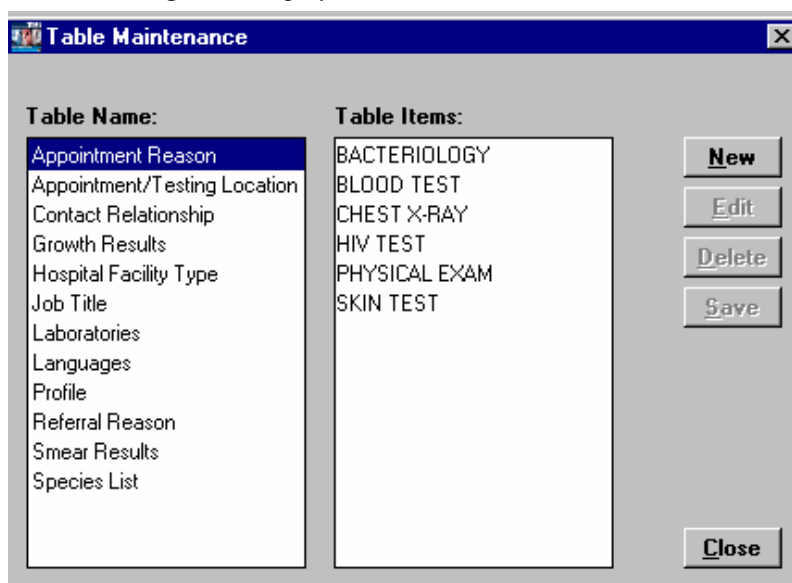 Table Maintenance
Table Name:
Appointment Reason
Appointment/Testing Location
Contact Relationship
Growth Results
Hospital Facility Type
Job Title
Laboratories
Languages
Profile
Referral Reason
Smear Results
Species List
Table Items:
BACTERIOLOGY
BLOOD TEST
CHEST X-RAY
HIV TEST
PHYSICAL EXAM
SKIN TEST
New
Edit
Delete
Save
Close